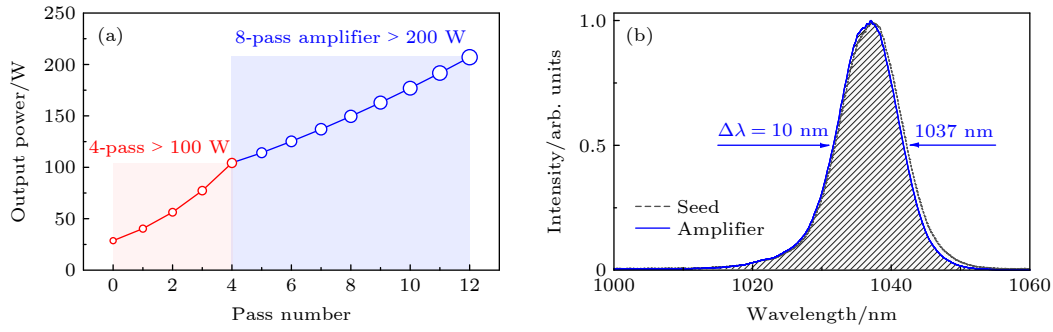 (a)
8-pass amplifier > 200 W
4-pass > 100 W
Output power/W
250
200
150
100
50
0
0 2 4 6 8 10 12
Pass number
(b)
Δλ = 10 nm
1037 nm
Seed
Amplifier
Intensity/arb. units
1.0
0.5
0
1000 1020 1040 1060
Wavelength/nm